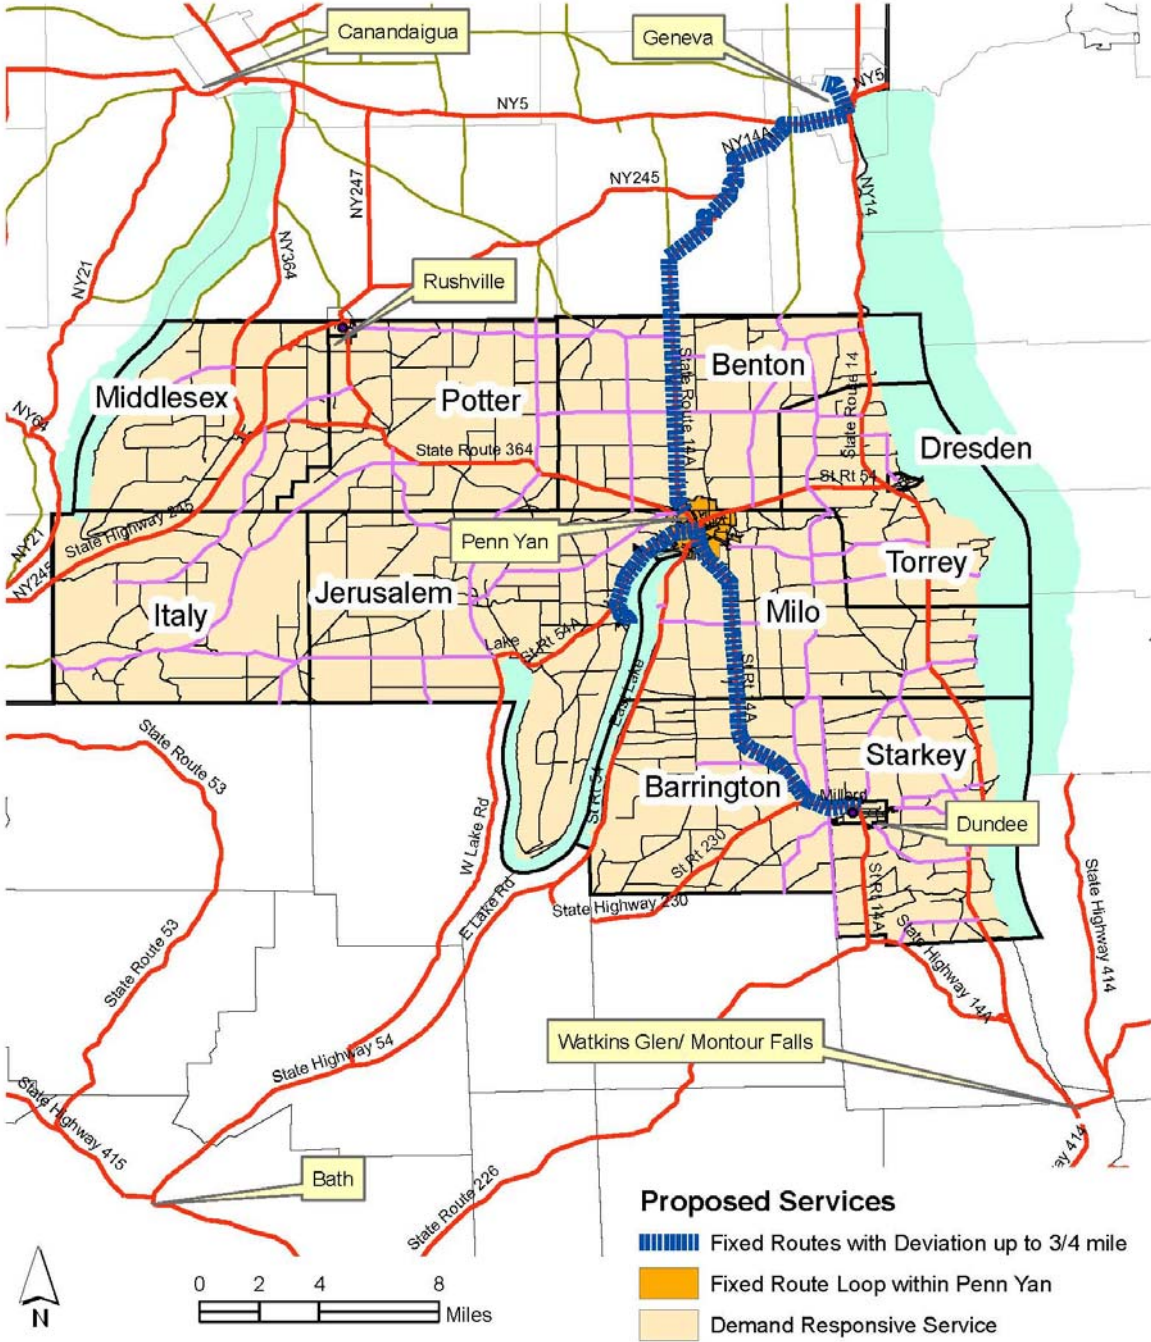 Canandaigua
Geneva
NY5
NY5
NY14A
NY247
NY245
NY14
NY21
NY364
Rushville
Middlesex
Potter
Benton
State Route 14A
State Route 14
Dresden
NY64
State Route 364
St Rt 54
NY21
State Highway 245
NY245
Penn Yan
Torrey
Italy
Jerusalem
Milo
Lake
St Rt 54A
East Lake
St Rt 14A
State Route 53
Barrington
Starkey
Millard
St Rt 54
Dundee
W Lake Rd
St Rt 230
St Rt 14A
E Lake Rd
State Highway 230
State Highway 414
State Route 53
State Highway 14A
Watkins Glen/ Montour Falls
State Highway 54
State Highway 415
ay 414
Bath
State Route 226
Proposed Services
Fixed Routes with Deviation up to 3/4 mile
Fixed Route Loop within Penn Yan
Demand Responsive Service
N
0 2 4 8
Miles